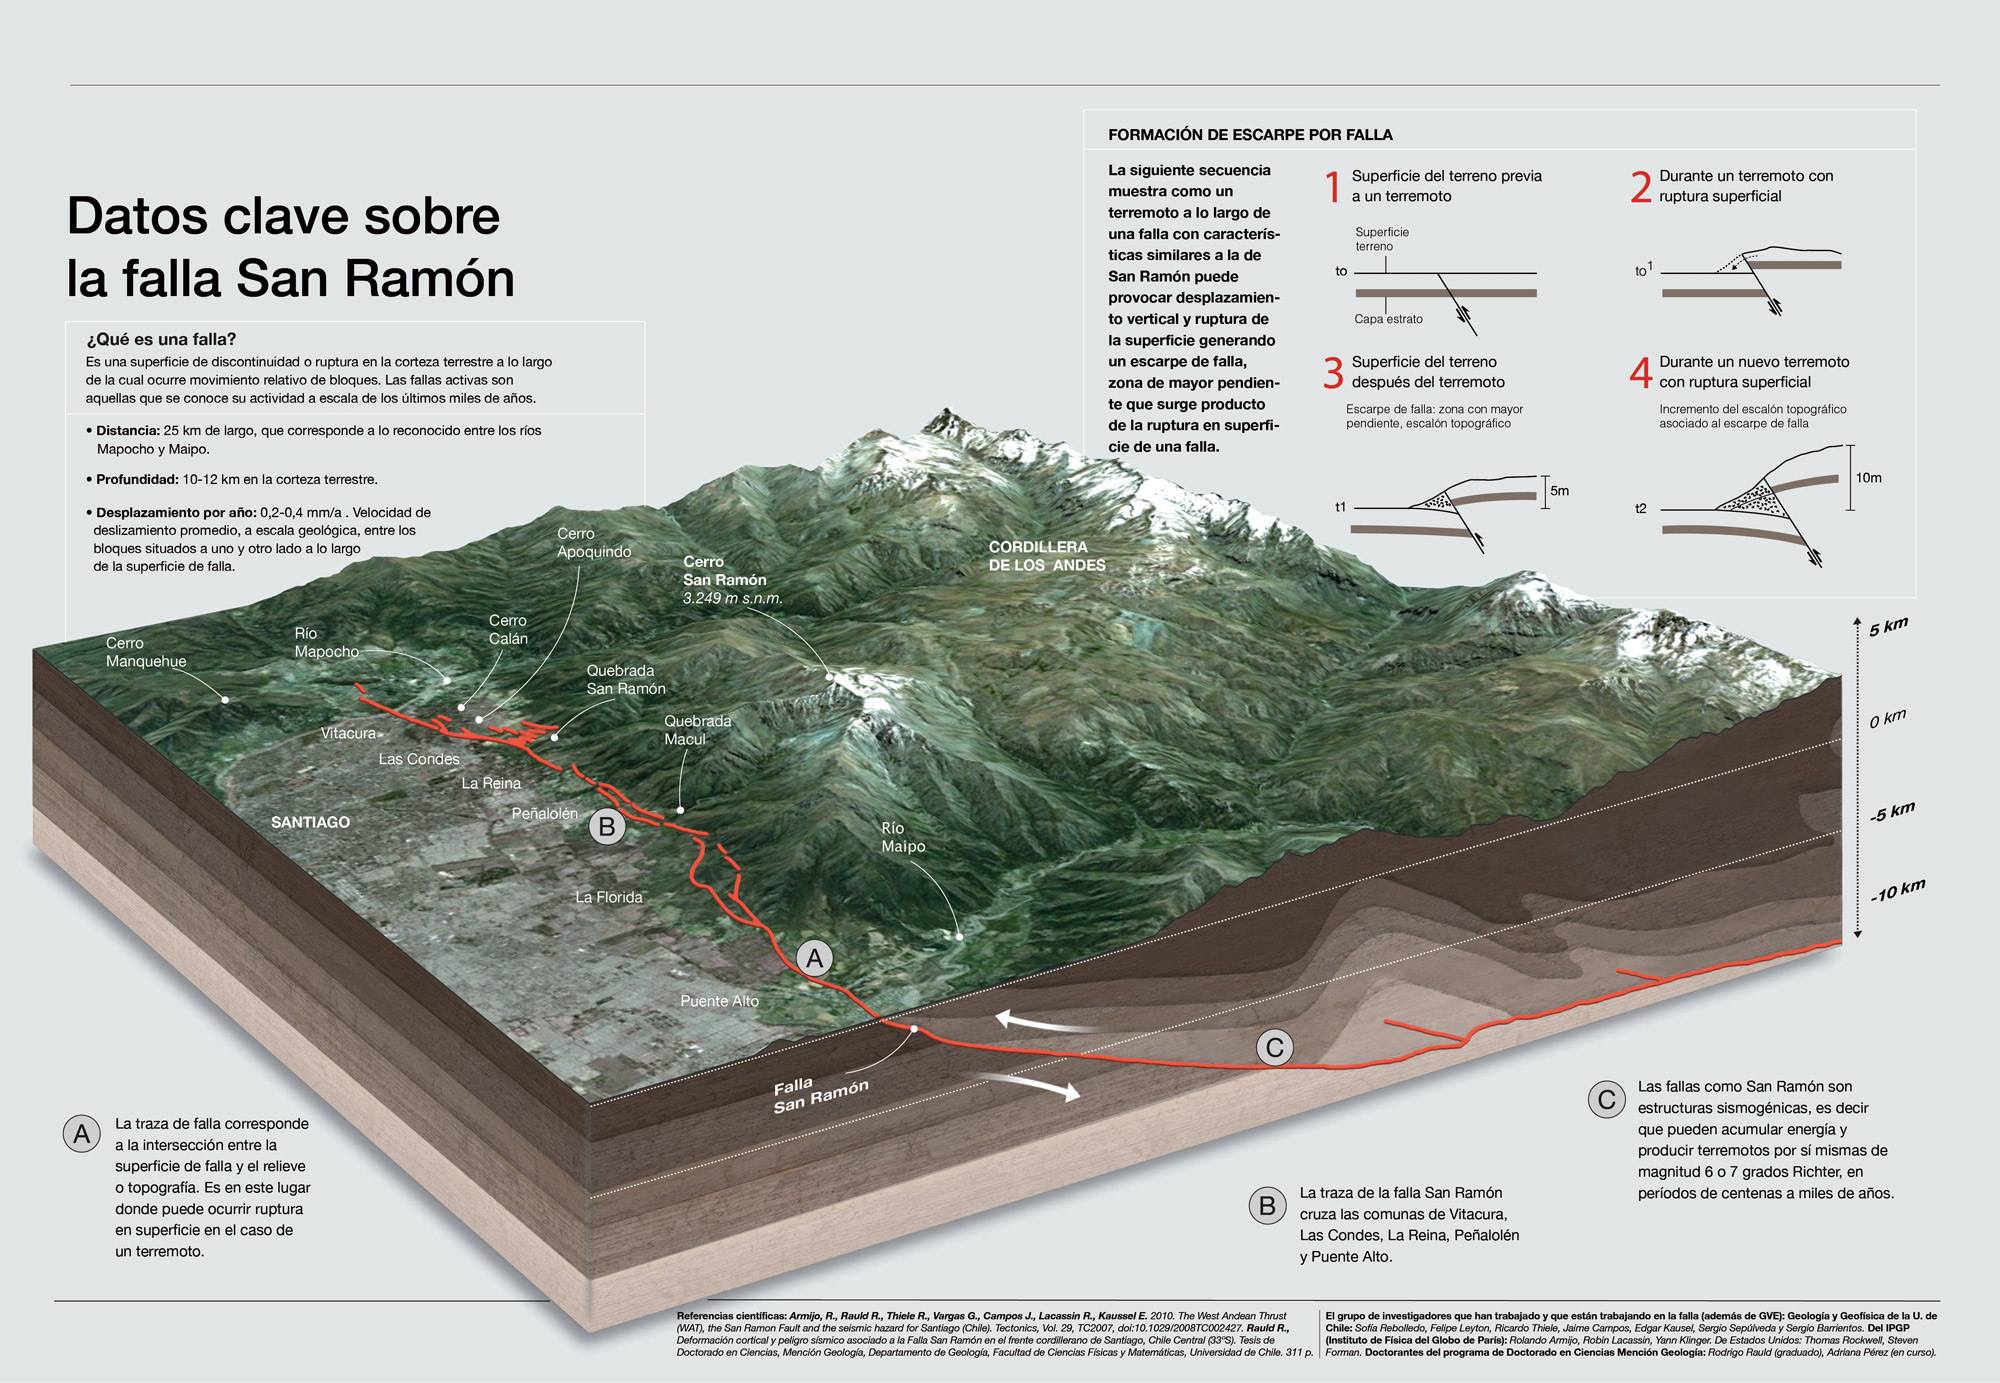 Datos clave sobre
la falla San Ramón
¿Qué es una falla?
Es una superficie de discontinuidad o ruptura en la corteza terrestre a lo largo
de la cual ocurre movimiento relativo de bloques. Las fallas activas son
aquellas que se conoce su actividad a escala de los últimos miles de años.
• Distancia: 25 km de largo, que corresponde a lo reconocido entre los ríos
Mapocho y Maipo.
• Profundidad: 10-12 km en la corteza terrestre.
• Desplazamiento por año: 0,2-0,4 mm/a . Velocidad de
deslizamiento promedio, a escala geológica, entre los
bloques situados a uno y otro lado a lo largo
de la superficie de falla.
FORMACIÓN DE ESCARPE POR FALLA
La siguiente secuencia
muestra como un
terremoto a lo largo de
una falla con caracterís-
ticas similares a la de
San Ramón puede
provocar desplazamien-
to vertical y ruptura de
la superficie generando
un escarpe de falla,
zona de mayor pendien-
te que surge producto
de la ruptura en superfi-
cie de una falla.
1 Superficie del terreno previa
a un terremoto
Superficie
terreno
to
Capa estrato
2 Durante un terremoto con
ruptura superficial
to1
3 Superficie del terreno
después del terremoto
Escarpe de falla: zona con mayor
pendiente, escalón topográfico
t1
5m
4 Durante un nuevo terremoto
con ruptura superficial
Incremento del escalón topográfico
asociado al escarpe de falla
t2
10m
Cerro
Apoquindo
Cerro
San Ramón
3.249 m s.n.m.
CORDILLERA
DE LOS ANDES
Cerro
Manquehue
Río
Mapocho
Cerro
Calán
Quebrada
San Ramón
Quebrada
Macul
Vitacura
Las Condes
La Reina
Peñalolén
B
SANTIAGO
Río
Maipo
La Florida
A
Puente Alto
C
Falla
San Ramón
5 km
0 km
-5 km
-10 km
A
La traza de falla corresponde
a la intersección entre la
superficie de falla y el relieve
o topografía. Es en este lugar
donde puede ocurrir ruptura
en superficie en el caso de
un terremoto.
B
La traza de la falla San Ramón
cruza las comunas de Vitacura,
Las Condes, La Reina, Peñalolén
y Puente Alto.
C
Las fallas como San Ramón son
estructuras sismogénicas, es decir
que pueden acumular energía y
producir terremotos por sí mismas de
magnitud 6 o 7 grados Richter, en
períodos de centenas a miles de años.
Referencias científicas: Armijo, R., Rauld R., Thiele R., Vargas G., Campos J., Lacassin R., Kaussel E. 2010. The West Andean Thrust
(WAT), the San Ramon Fault and the seismic hazard for Santiago (Chile). Tectonics, Vol. 29, TC2007, doi:10.1029/2008TC002427. Rauld R.,
Deformación cortical y peligro sísmico asociado a la Falla San Ramón en el frente cordillerano de Santiago, Chile Central (33ºS). Tesis de
Doctorado en Ciencias, Mención Geología, Departamento de Geología, Facultad de Ciencias Físicas y Matemáticas, Universidad de Chile. 311 p.
El grupo de investigadores que han trabajado y que están trabajando en la falla (además de GVE): Geología y Geofísica de la U. de
Chile: Sofía Rebolledo, Felipe Leyton, Ricardo Thiele, Jaime Campos, Edgar Kausel, Sergio Sepúlveda y Sergio Barrientos. Del IPGP
(Instituto de Física del Globo de París): Rolando Armijo, Robin Lacassin, Yann Klinger. De Estados Unidos: Thomas Rockwell, Steven
Forman. Doctorantes del programa de Doctorado en Ciencias Mención Geología: Rodrigo Rauld (graduado), Adriana Pérez (en curso).